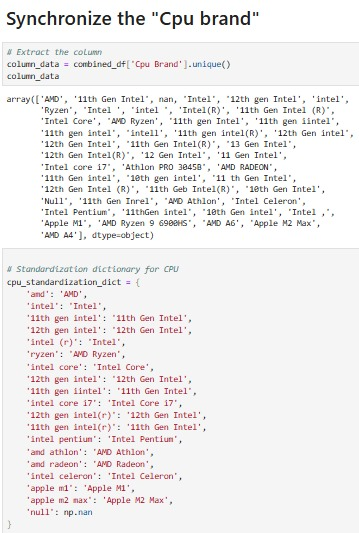 Synchronize the "Cpu brand"
# Extract the column
column_data = combined_df['Cpu Brand'].unique()
column_data
array(['AMD', '11th Gen Intel', nan, 'Intel', '12th gen Intel', 'intel',
'Ryzen', 'Intel ', 'intel ', 'Intel(R)', '11th Gen Intel (R)',
'Intel Core', 'AMD Ryzen', '11th gen Intel', '11th gen iintel',
'11th gen intel', 'intell', '11th gen intel(R)', '12th Gen intel',
'12th Gen Intel', '11th Gen Intel(R)', '13 Gen Intel',
'12th Gen Intel(R)', '12 Gen Intel', '11 Gen Intel',
'Intel core i7', 'Athlon PRO 3045B', 'AMD RADEON',
'11th Gen intel', '10th gen intel', '11 th Gen Intel',
'12th Gen Intel (R)', '11th Geb Intel(R)', '10th Gen Intel',
'Null', '11th Gen Inrel', 'AMD Athlon', 'Intel Celeron',
'Intel Pentium', '11thGen intel', '10th Gen intel', 'Intel ,',
'Apple M1', 'AMD Ryzen 9 6900HS', 'AMD A6', 'Apple M2 Max',
'AMD A4'], dtype=object)
# Standardization dictionary for CPU
cpu_standardization_dict = {
'amd': 'AMD',
'intel': 'Intel',
'11th gen intel': '11th Gen Intel',
'12th gen intel': '12th Gen Intel',
'intel (r)': 'Intel',
'ryzen': 'AMD Ryzen',
'intel core': 'Intel Core',
'12th gen intel': '12th Gen Intel',
'11th gen iintel': '11th Gen Intel',
'intel core i7': 'Intel Core i7',
'12th gen intel(r)': '12th Gen Intel',
'11th gen intel(r)': '11th Gen Intel',
'intel pentium': 'Intel Pentium',
'amd athlon': 'AMD Athlon',
'amd radeon': 'AMD Radeon',
'intel celeron': 'Intel Celeron',
'apple m1': 'Apple M1',
'apple m2 max': 'Apple M2 Max',
'null': np.nan
}